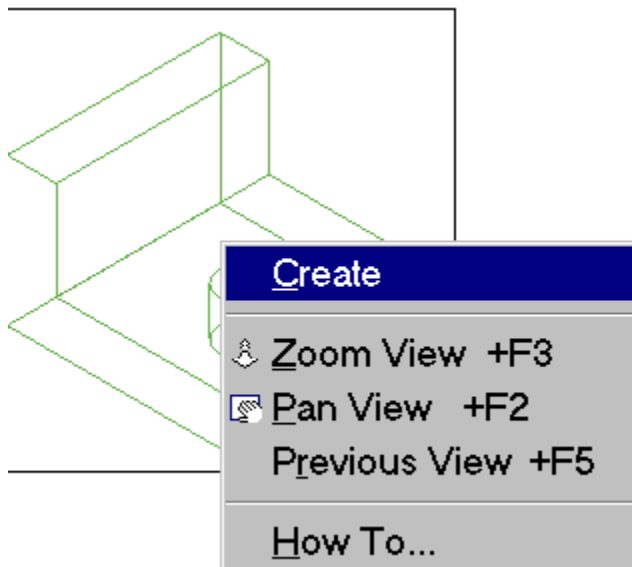 Create
Zoom View +F3
Pan View +F2
Previous View +F5
How To...